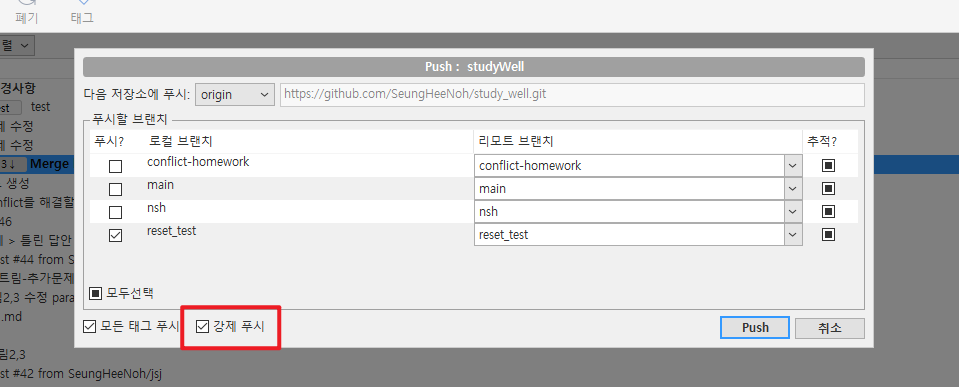 폐기 태그
렬
Push : studyWell
경사항
다음 저장소에 푸시: origin https://github.com/SeungHeeNoh/study_well.git
est test
푸시할 브랜치
수정
푸시? 로컬 브랜치 리모트 브랜치 추적?
수정
conflict-homework conflict-homework
3↓ Merge
main main
생성
nsh nsh
nflict를 해결할
46
reset_test reset_test
> 틀린 답안
st #44 from S
트림-추가문제
모두선택
림2,3 수정 para
.md
모든 태그 푸시 강제 푸시 Push 취소
림2,3
est #42 from SeungHeeNoh/jsj